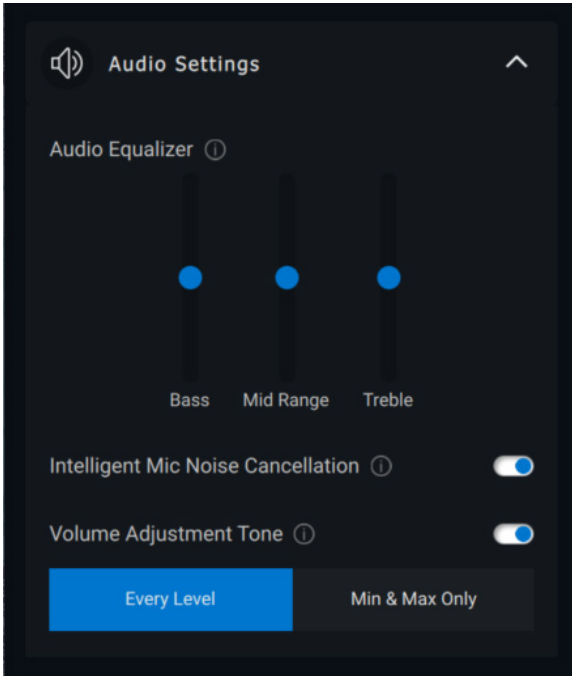 Audio Settings
Audio Equalizer
Bass Mid Range Treble
Intelligent Mic Noise Cancellation
Volume Adjustment Tone
Every Level Min & Max Only